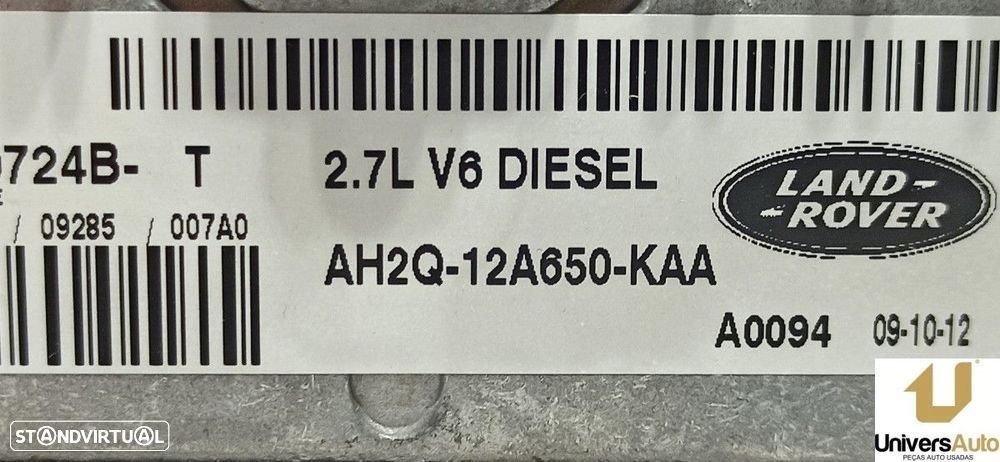 724B- T
2.7L V6 DIESEL
LAND-
-ROVER
/ 09285 / 007A0
AH2Q-12A650-KAA
A0094 09-10-12
STANDVIRTUAL
UniversAuto
PEÇAS AUTO USADAS